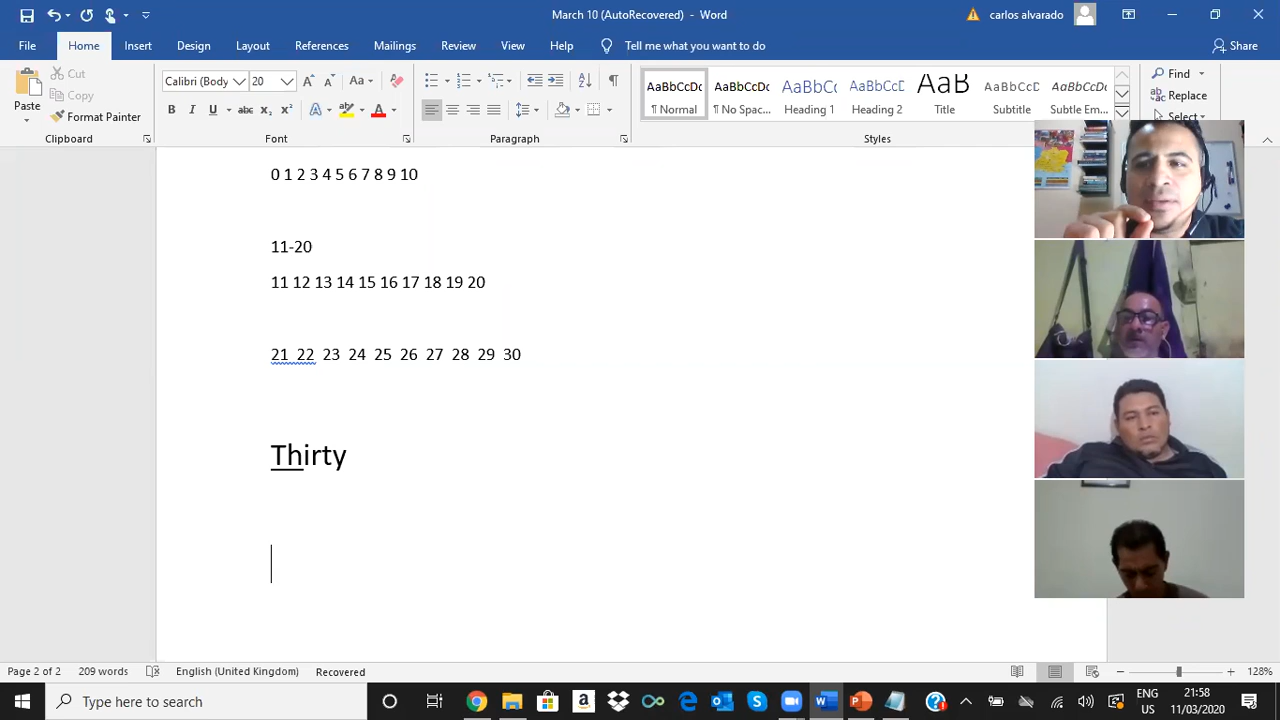 March 10 (AutoRecovered) - Word
carlos alvarado
File Home Insert Design Layout References Mailings Review View Help Tell me what you want to do Share
Paste
Cut
Copy
Format Painter
Clipboard
Calibri (Body 20
Font
Paragraph
AaBbCcDc
¶ Normal
AaBbCcDc
¶ No Spac...
AaBbCc
Heading 1
AaBbCcD
Heading 2
AaB
Title
AaBbCcD
Subtitle
AaBbCcDc
Subtle Em...
Styles
Find
Replace
Select
0 1 2 3 4 5 6 7 8 9 10
11-20
11 12 13 14 15 16 17 18 19 20
21 22 23 24 25 26 27 28 29 30
Thirty
Page 2 of 2 209 words English (United Kingdom) Recovered 128%
Type here to search
ENG
IN
21:58
11/03/2020